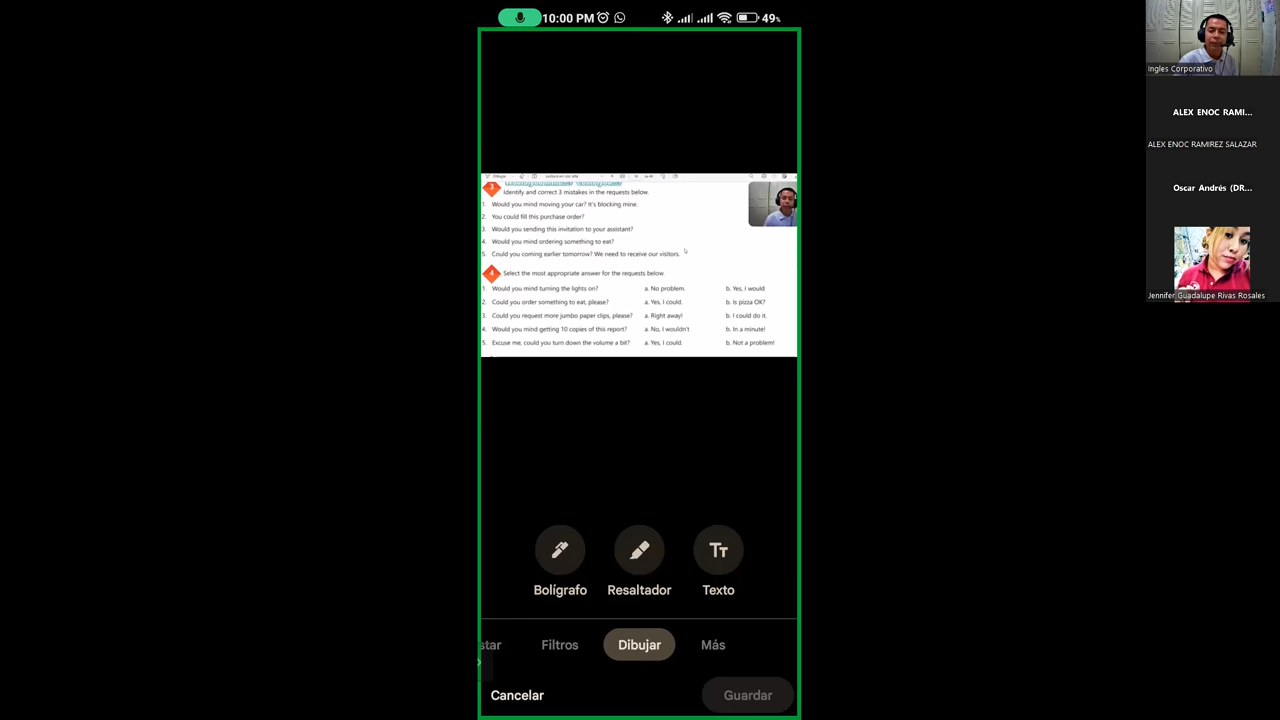 10:00 PM
49%
3
Identify and correct 3 mistakes in the requests below.
1. Would you mind moving your car? It's blocking mine.
2. You could fill this purchase order?
3. Would you sending this invitation to your assistant?
4. Would you mind ordering something to eat?
5. Could you coming earlier tomorrow? We need to receive our visitors.
4 Select the most appropriate answer for the requests below.
1. Would you mind turning the lights on? a. No problem. b. Yes, I would
2. Could you order something to eat, please? a. Yes, I could. b. Is pizza OK?
3. Could you request more jumbo paper clips, please? a. Right away! b. I could do it.
4. Would you mind getting 10 copies of this report? a. No, I wouldn't b. In a minute!
5. Excuse me, could you turn down the volume a bit? a. Yes, I could. b. Not a problem!
Bolígrafo Resaltador Texto
star Filtros Dibujar Más
Cancelar Guardar
Ingles Corporativo
ALEX ENOC RAMI...
ALEX ENOC RAMIREZ SALAZAR
Oscar Andrés (DR...
Jennifer Guadalupe Rivas Rosales